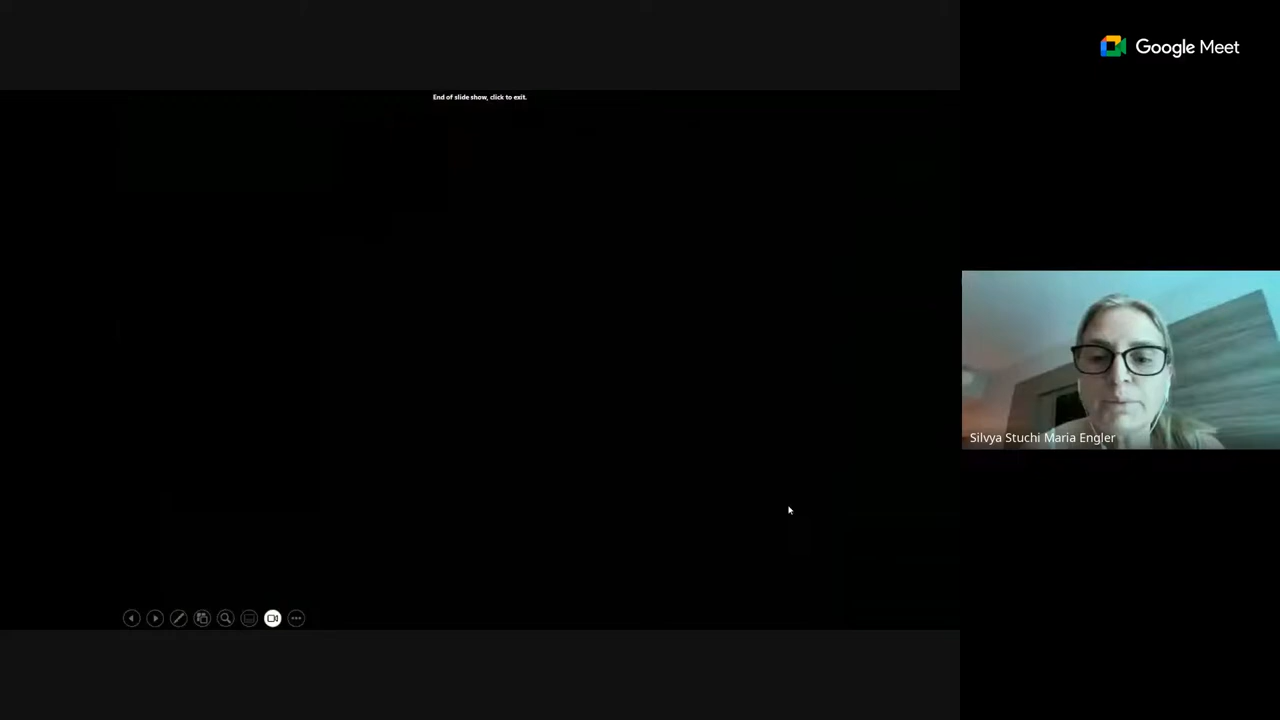 Google Meet
End of slide show, click to exit.
Silvya Stuchi Maria Engler